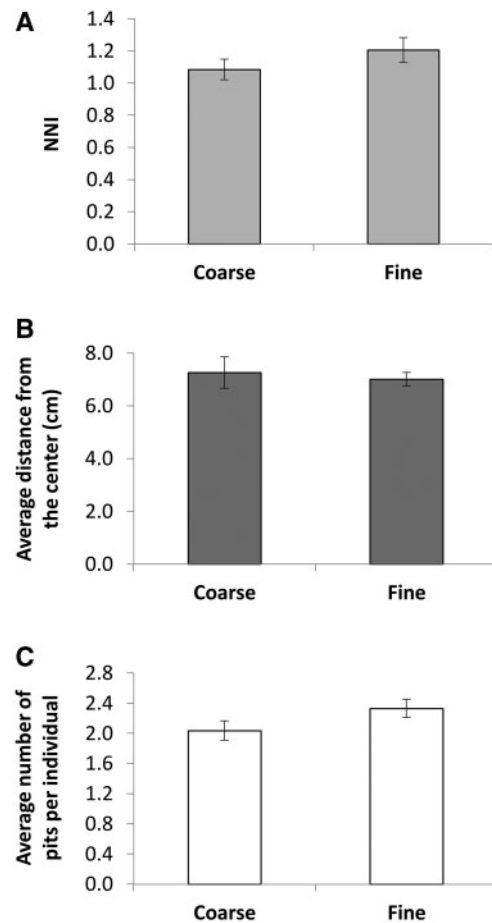 A
NNI
1.4
1.2
1.0
0.8
0.6
0.4
0.2
0.0
Coarse Fine
B
Average distance from
the center (cm)
8.0
6.0
4.0
2.0
0.0
Coarse Fine
C
Average number of
pits per individual
2.8
2.4
2.0
1.6
1.2
0.8
0.4
0.0
Coarse Fine